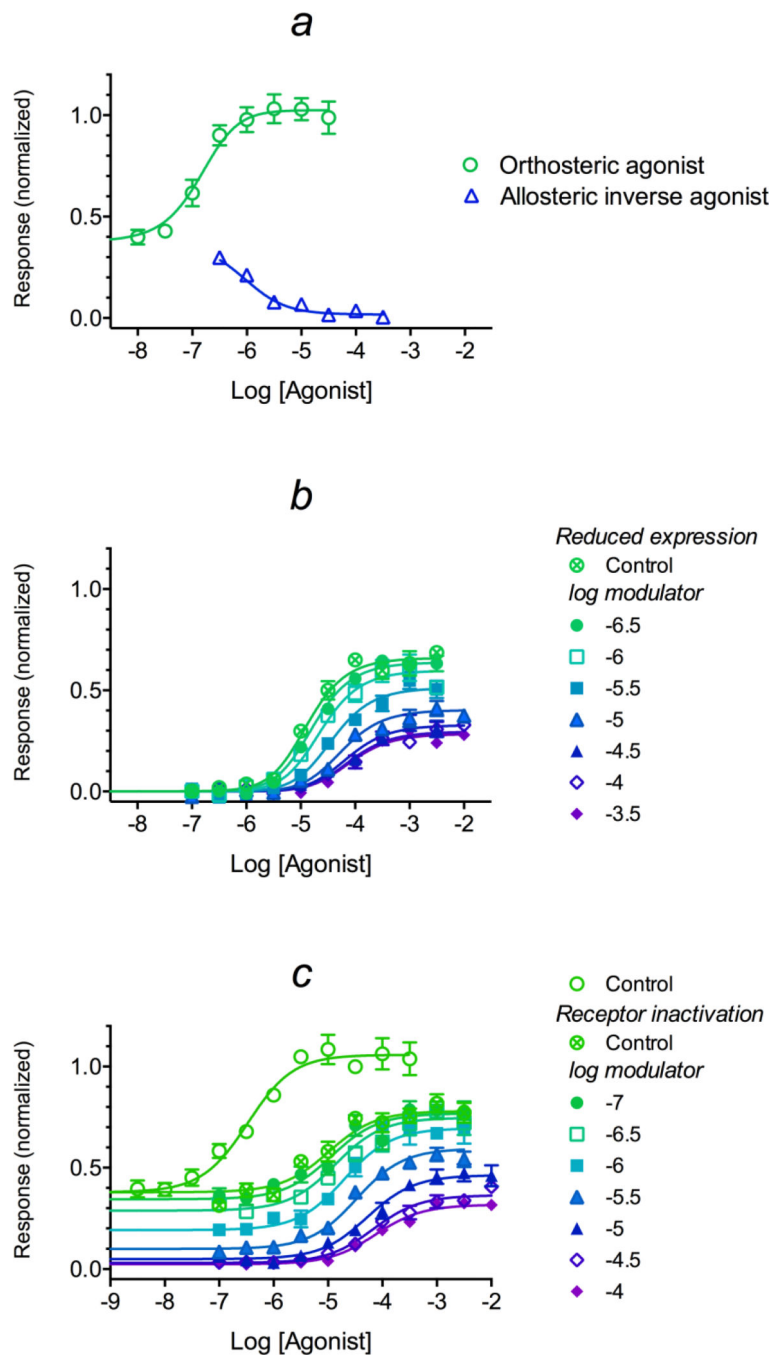 a
Response (normalized)
1.0
0.5
0.0
-8 -7 -6 -5 -4 -3 -2
Log [Agonist]
Orthosteric agonist
Allosteric inverse agonist
b
Response (normalized)
1.0
0.5
0.0
-8 -7 -6 -5 -4 -3 -2
Log [Agonist]
Reduced expression
Control
log modulator
-6.5
-6
-5.5
-5
-4.5
-4
-3.5
c
Response (normalized)
1.0
0.5
0.0
-9 -8 -7 -6 -5 -4 -3 -2
Log [Agonist]
Control
Receptor inactivation
Control
log modulator
-7
-6.5
-6
-5.5
-5
-4.5
-4